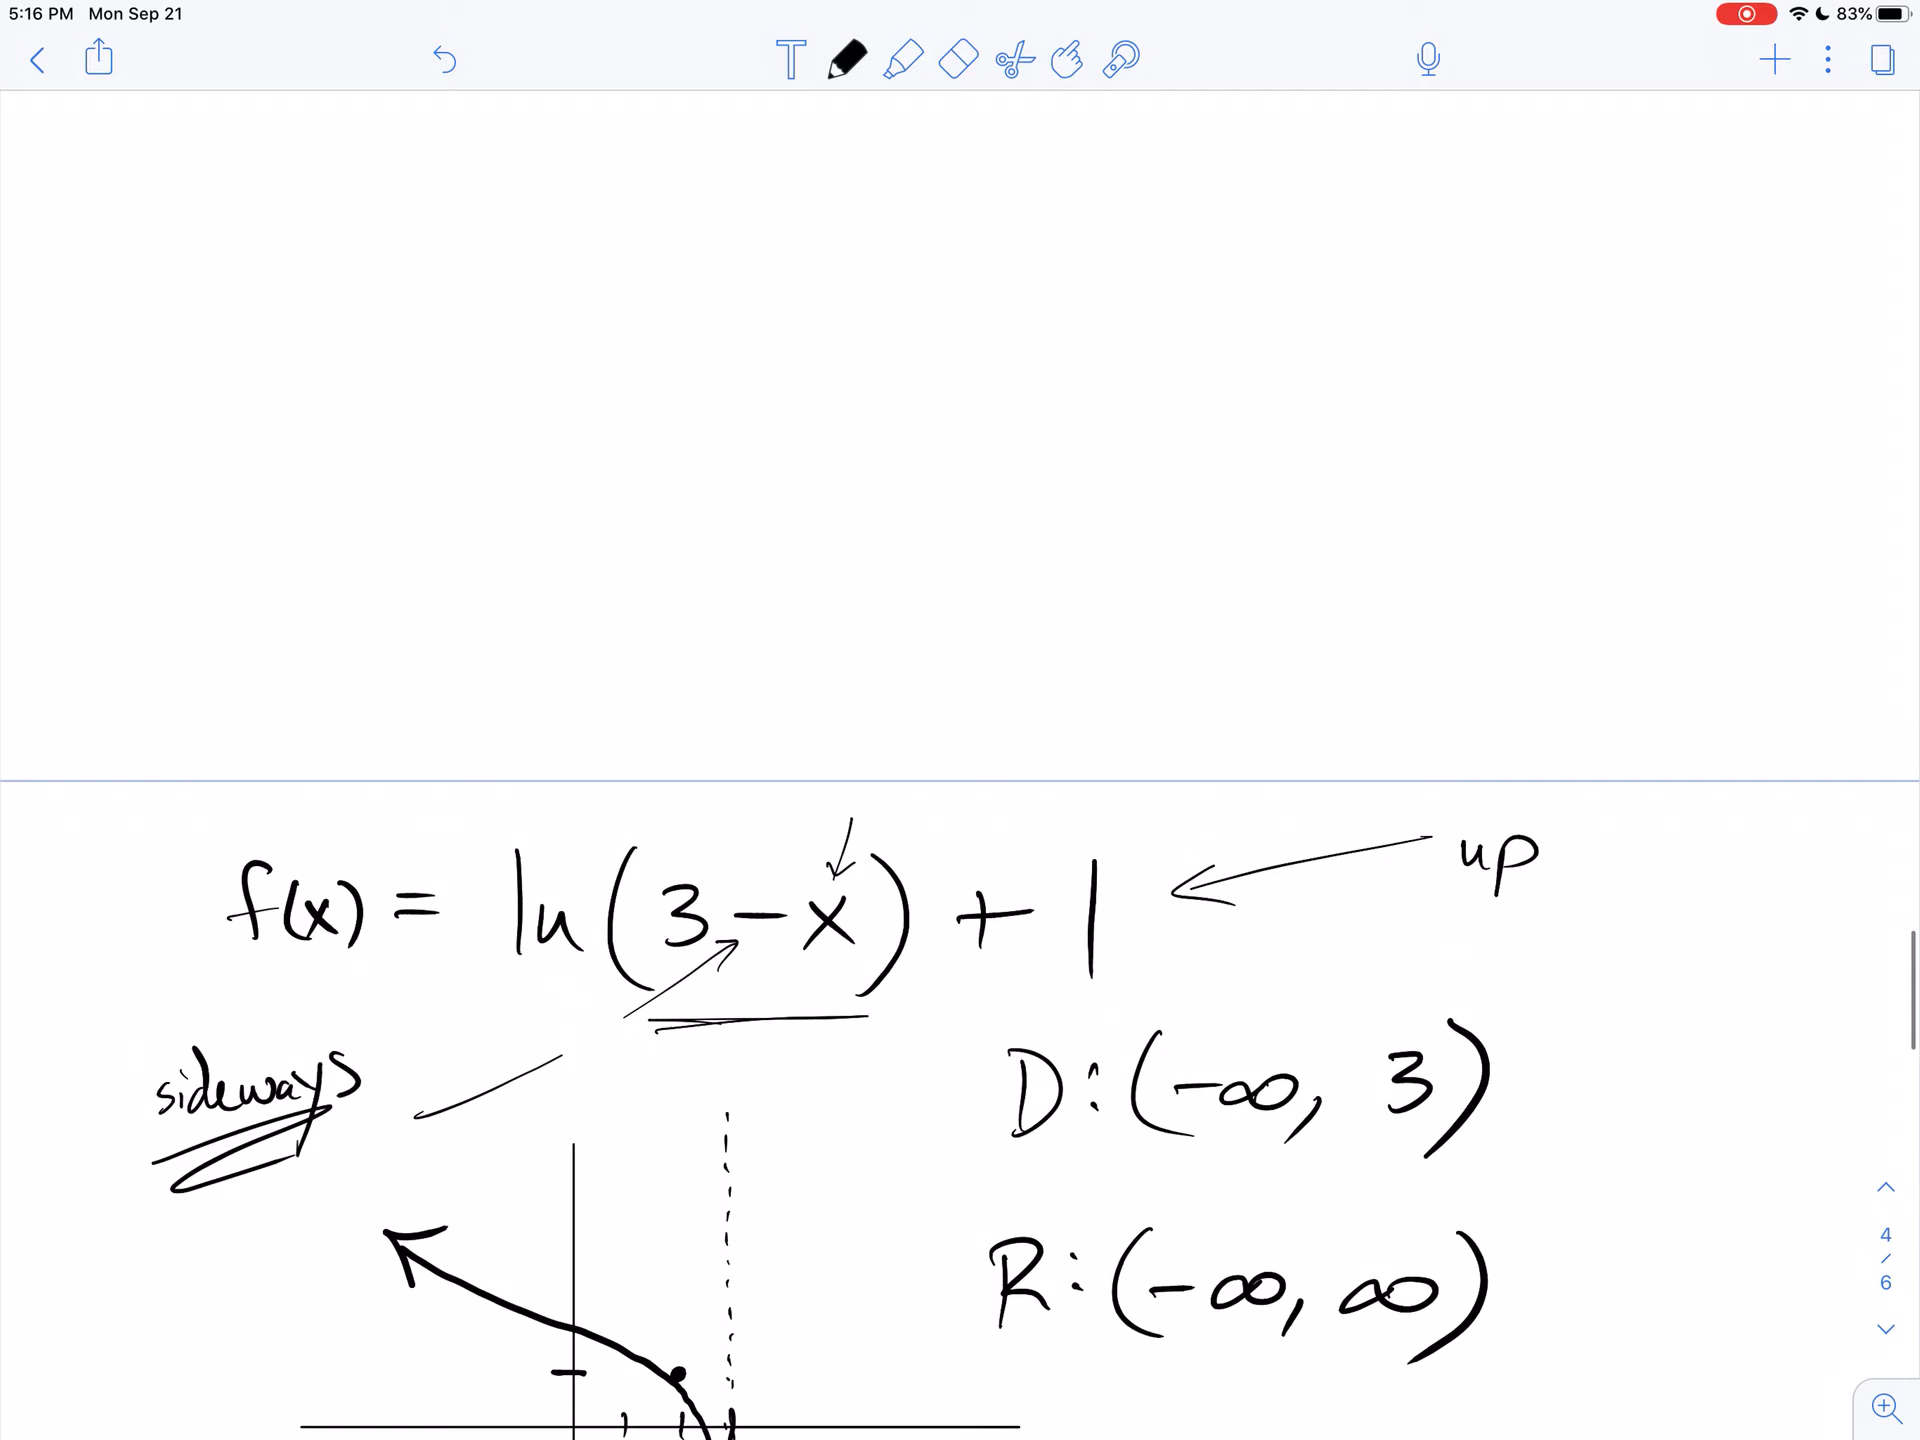 5:16 PM Mon Sep 21 83%
T
up
f(x) = ln(3-x) + 1
sideways
D: (-∞, 3)
R: (-∞, ∞)
4
/
6